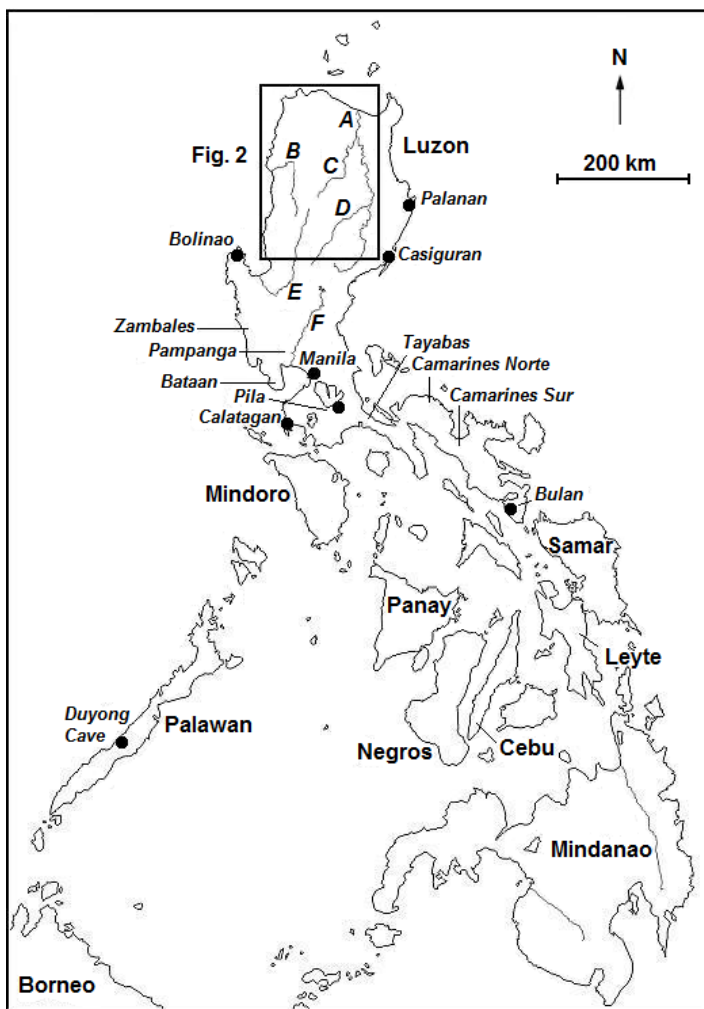 N
A
Luzon
200 km
Fig. 2
B
C
Palanan
D
Bolinao
Casiguran
E
Zambales
F
Tayabas
Pampanga
Camarines Norte
Manila
Bataan
Camarines Sur
Pila
Calatagan
Mindoro
Bulan
Samar
Panay
Leyte
Duyong
Cave
Palawan
Negros
Cebu
Mindanao
Borneo